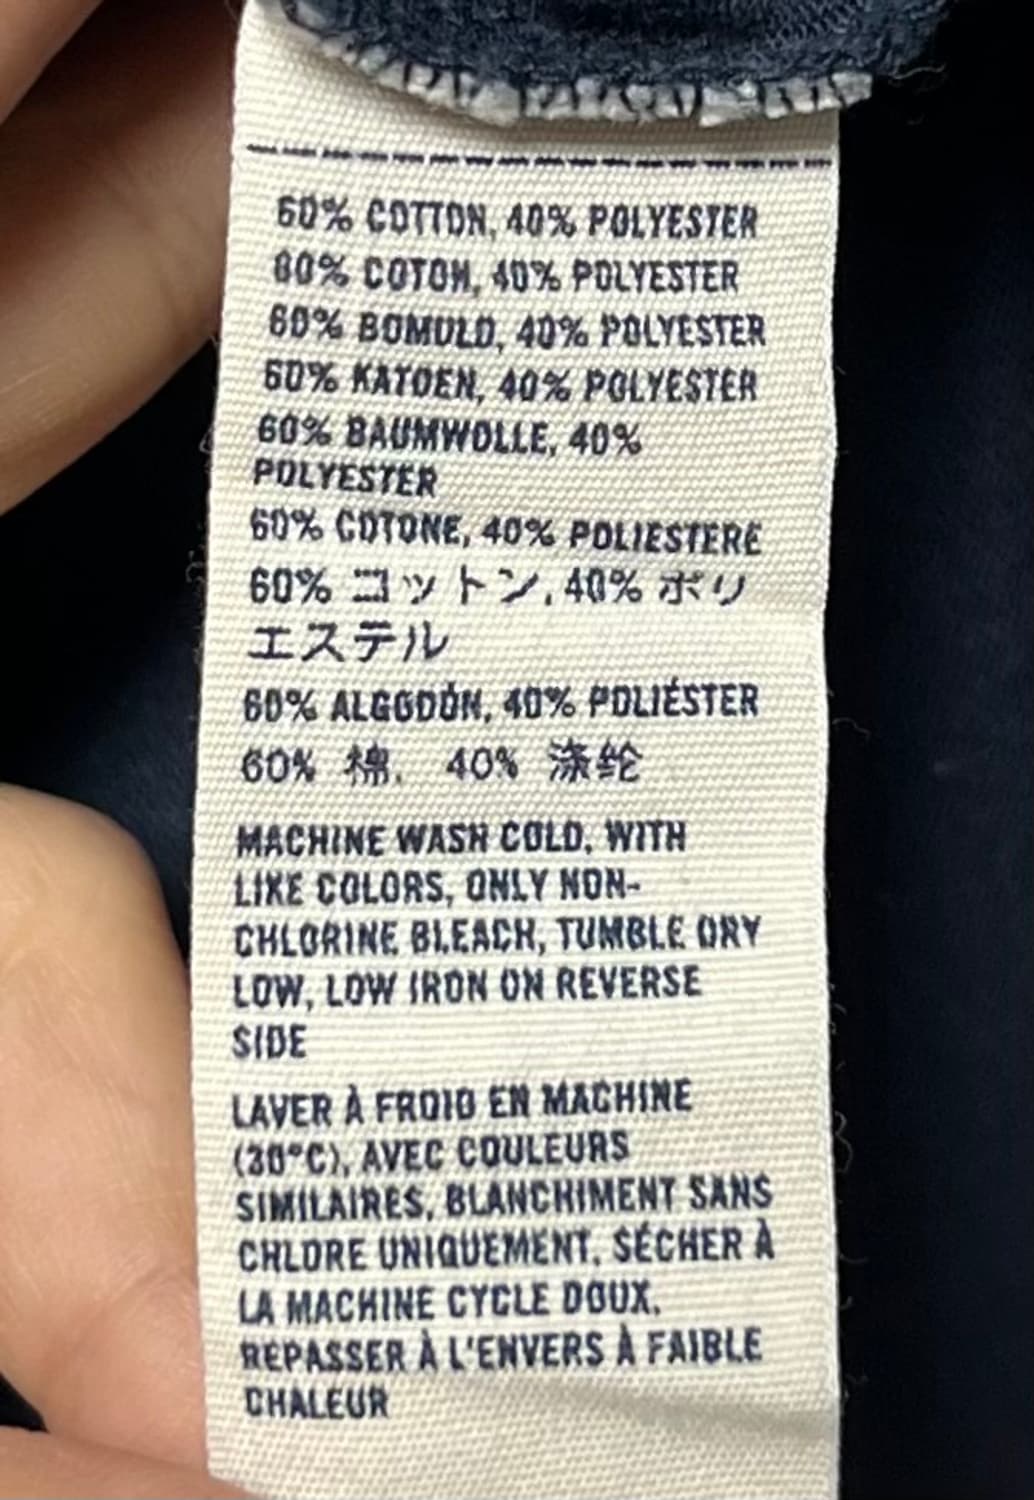 60% COTTON, 40% POLYESTER
60% COTON, 40% POLYESTER
60% BOMULD, 40% POLYESTER
60% KATOEN, 40% POLYESTER
60% BAUMWOLLE, 40%
POLYESTER
60% COTONE, 40% POLIESTERE
60% コットン, 40% ポリ
エステル
60% ALGODÓN, 40% POLIÉSTER
60% 棉, 40% 涤纶
MACHINE WASH COLD, WITH
LIKE COLORS, ONLY NON-
CHLORINE BLEACH, TUMBLE DRY
LOW, LOW IRON ON REVERSE
SIDE
LAVER À FROID EN MACHINE
(30°C), AVEC COULEURS
SIMILAIRES, BLANCHIMENT SANS
CHLORE UNIQUEMENT, SÉCHER À
LA MACHINE CYCLE DOUX,
REPASSER À L'ENVERS À FAIBLE
CHALEUR